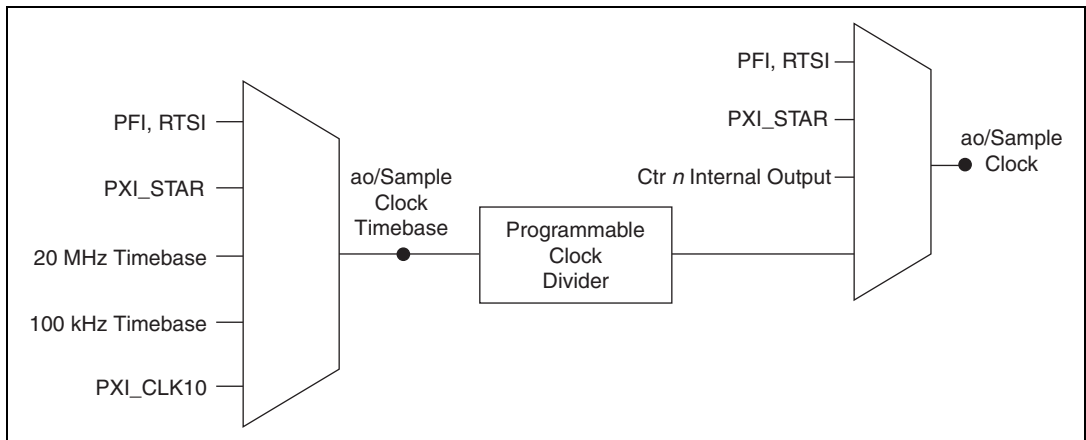 PFI, RTSI
PXI_STAR
20 MHz Timebase
100 kHz Timebase
PXI_CLK10
ao/Sample
Clock
Timebase
Programmable
Clock
Divider
PFI, RTSI
PXI_STAR
Ctr n Internal Output
ao/Sample
Clock